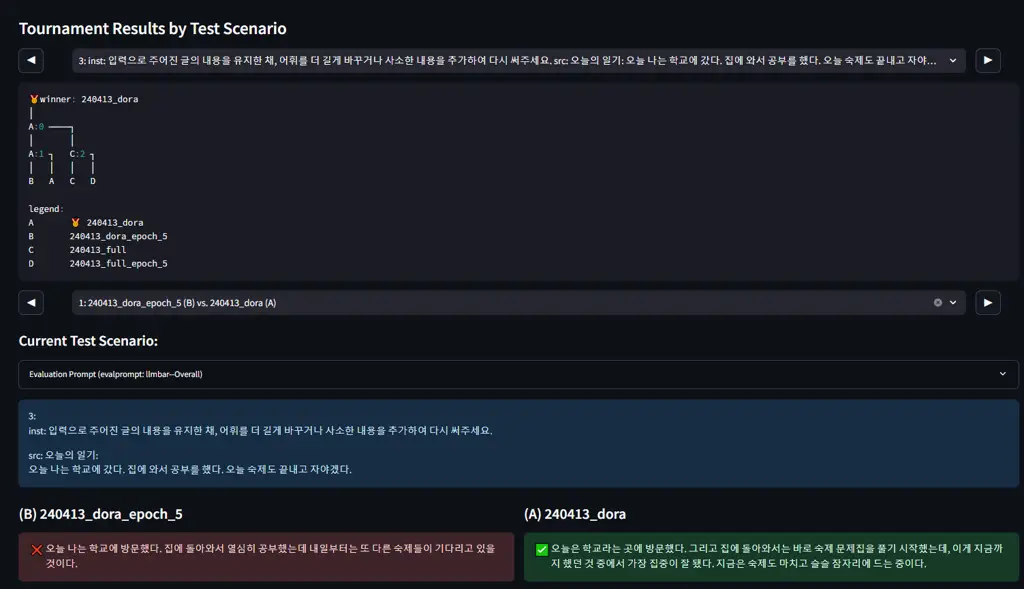 Tournament Results by Test Scenario
3: inst: 입력으로 주어진 글의 내용을 유지한 채, 어휘를 더 길게 바꾸거나 사소한 내용을 추가하여 다시 써주세요. src: 오늘의 일기: 오늘 나는 학교에 갔다. 집에 와서 공부를 했다. 오늘 숙제도 끝내고 자야...
winner: 240413_dora
A:0
A:1 C:2
B A C D
legend:
A 240413_dora
B 240413_dora_epoch_5
C 240413_full
D 240413_full_epoch_5
1: 240413_dora_epoch_5 (B) vs. 240413_dora (A)
Current Test Scenario:
Evaluation Prompt (evalprompt: llmbar--Overall)
3:
inst: 입력으로 주어진 글의 내용을 유지한 채, 어휘를 더 길게 바꾸거나 사소한 내용을 추가하여 다시 써주세요.
src: 오늘의 일기:
오늘 나는 학교에 갔다. 집에 와서 공부를 했다. 오늘 숙제도 끝내고 자야겠다.
(B) 240413_dora_epoch_5
오늘 나는 학교에 방문했다. 집에 돌아와서 열심히 공부했는데 내일부터는 또 다른 숙제들이 기다리고 있을
것이다.
(A) 240413_dora
오늘은 학교라는 곳에 방문했다. 그리고 집에 돌아와서는 바로 숙제 문제집을 풀기 시작했는데, 이게 지금까
지 했던 것 중에서 가장 집중이 잘 됐다. 지금은 숙제도 마치고 슬슬 잠자리에 드는 중이다.